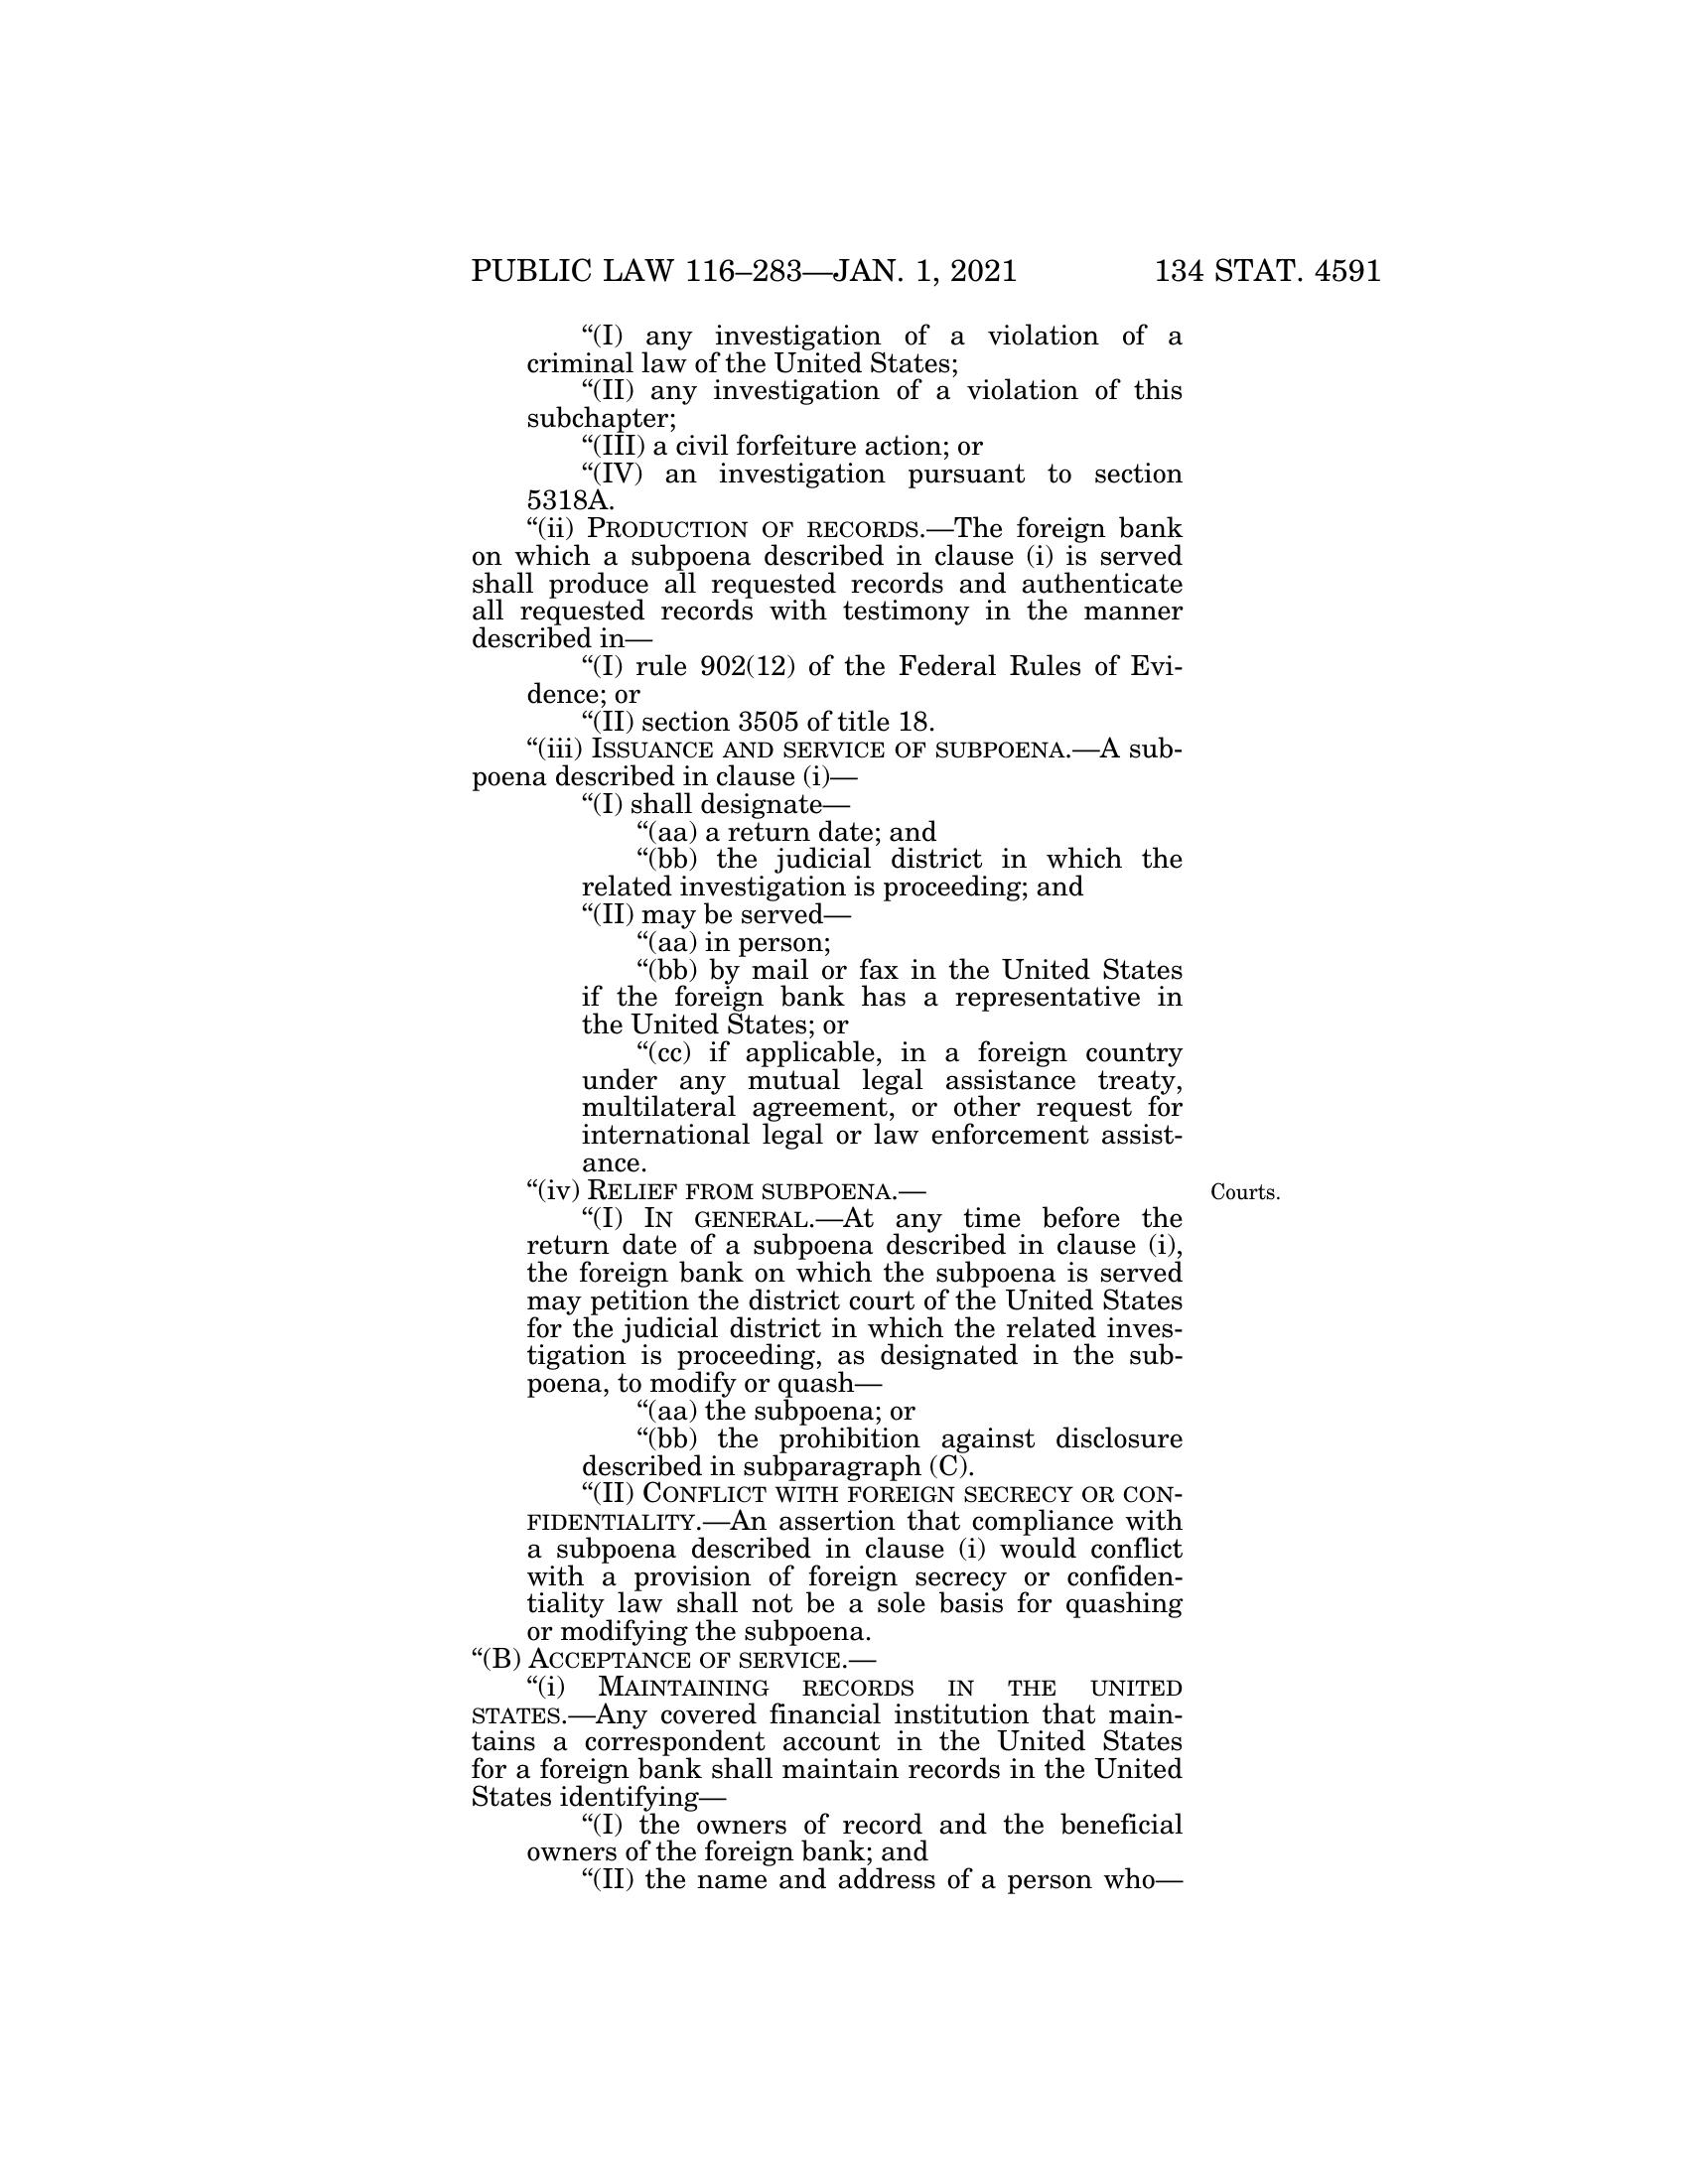 PUBLIC LAW 116–283—JAN. 1, 2021 134 STAT. 4591
“(I) any investigation of a violation of a
criminal law of the United States;
“(II) any investigation of a violation of this
subchapter;
“(III) a civil forfeiture action; or
“(IV) an investigation pursuant to section
5318A.
“(ii) PRODUCTION OF RECORDS.—The foreign bank
on which a subpoena described in clause (i) is served
shall produce all requested records and authenticate
all requested records with testimony in the manner
described in—
“(I) rule 902(12) of the Federal Rules of Evi-
dence; or
“(II) section 3505 of title 18.
“(iii) ISSUANCE AND SERVICE OF SUBPOENA.—A sub-
poena described in clause (i)—
“(I) shall designate—
“(aa) a return date; and
“(bb) the judicial district in which the
related investigation is proceeding; and
“(II) may be served—
“(aa) in person;
“(bb) by mail or fax in the United States
if the foreign bank has a representative in
the United States; or
“(cc) if applicable, in a foreign country
under any mutual legal assistance treaty,
multilateral agreement, or other request for
international legal or law enforcement assist-
ance.
“(iv) RELIEF FROM SUBPOENA.—
Courts.
“(I) IN GENERAL.—At any time before the
return date of a subpoena described in clause (i),
the foreign bank on which the subpoena is served
may petition the district court of the United States
for the judicial district in which the related inves-
tigation is proceeding, as designated in the sub-
poena, to modify or quash—
“(aa) the subpoena; or
“(bb) the prohibition against disclosure
described in subparagraph (C).
“(II) CONFLICT WITH FOREIGN SECRECY OR CON-
FIDENTIALITY.—An assertion that compliance with
a subpoena described in clause (i) would conflict
with a provision of foreign secrecy or confiden-
tiality law shall not be a sole basis for quashing
or modifying the subpoena.
“(B) ACCEPTANCE OF SERVICE.—
“(i) MAINTAINING RECORDS IN THE UNITED
STATES.—Any covered financial institution that main-
tains a correspondent account in the United States
for a foreign bank shall maintain records in the United
States identifying—
“(I) the owners of record and the beneficial
owners of the foreign bank; and
“(II) the name and address of a person who—